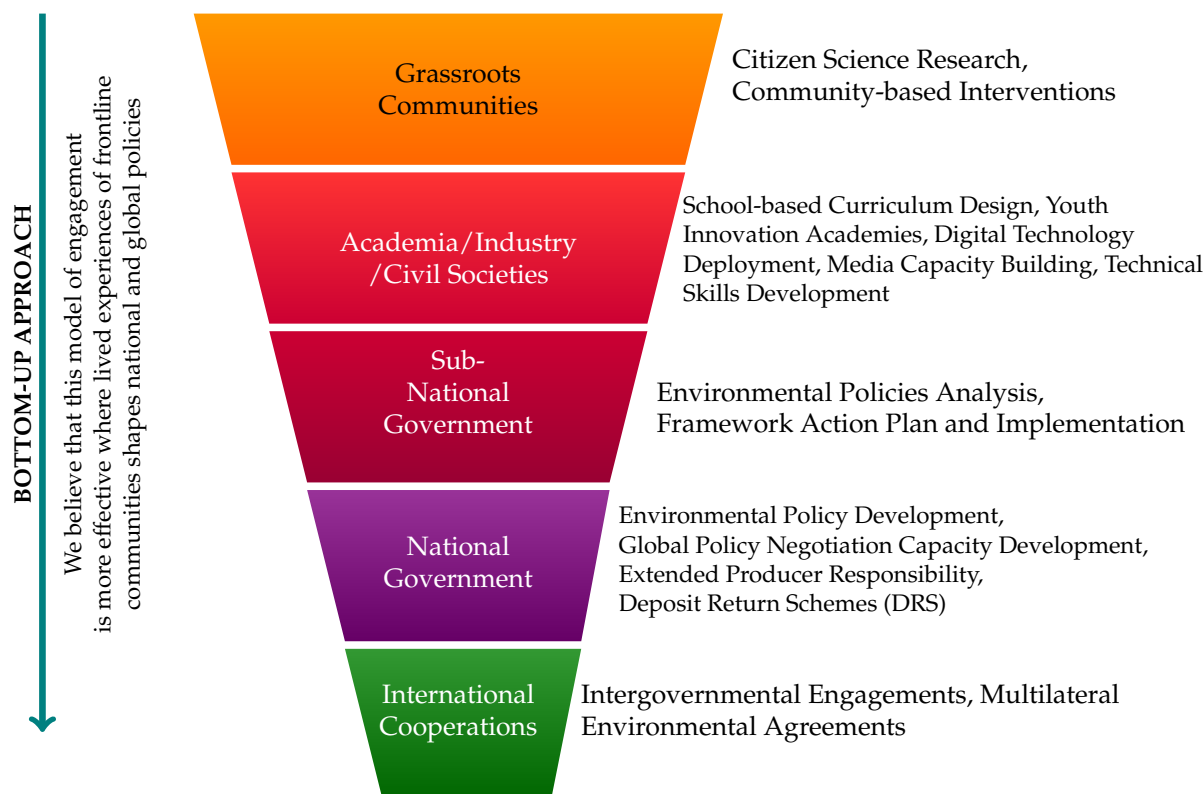 BOTTOM-UP APPROACH
We believe that this model of engagement
is more effective where lived experiences of frontline
communities shapes national and global policies
Grassroots
Communities
Citizen Science Research,
Community-based Interventions
Academia/Industry
/Civil Societies
School-based Curriculum Design, Youth
Innovation Academies, Digital Technology
Deployment, Media Capacity Building, Technical
Skills Development
Sub-
National
Government
Environmental Policies Analysis,
Framework Action Plan and Implementation
National
Government
Environmental Policy Development,
Global Policy Negotiation Capacity Development,
Extended Producer Responsibility,
Deposit Return Schemes (DRS)
International
Cooperations
Intergovernmental Engagements, Multilateral
Environmental Agreements